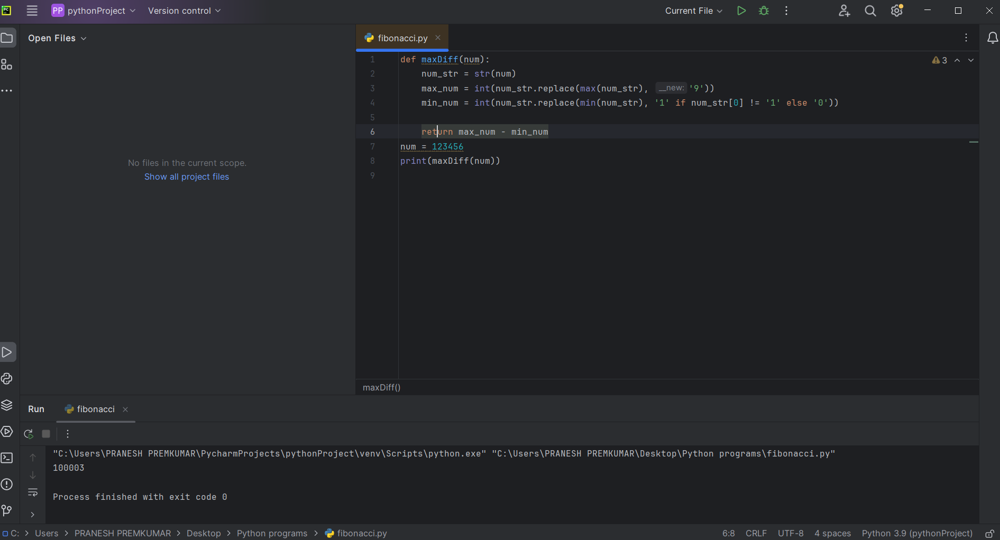 PC
PP pythonProject Version control Current File
Open Files
fibonacci.py
1 def maxDiff(num): 3
2 num_str = str(num)
3 max_num = int(num_str.replace(max(num_str), __new: '9'))
4 min_num = int(num_str.replace(min(num_str), '1' if num_str[0] != '1' else '0'))
5
6 return max_num - min_num
7 num = 123456
8 print(maxDiff(num))
9
No files in the current scope.
Show all project files
maxDiff()
Run fibonacci
"C:\Users\PRANESH PREMKUMAR\PycharmProjects\pythonProject\venv\Scripts\python.exe" "C:\Users\PRANESH PREMKUMAR\Desktop\Python programs\fibonacci.py"
100003
Process finished with exit code 0
C: > Users > PRANESH PREMKUMAR > Desktop > Python programs > fibonacci.py 6:8 CRLF UTF-8 4 spaces Python 3.9 (pythonProject)